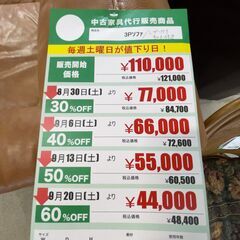 中古家具代行販売商品
3Pソファ
毎週土曜日が値下り日！
販売開始価格 ¥110,000
税込価格 ¥121,000
8月30日(土)より ¥77,000
30%OFF 税込価格 ¥84,700
9月6日(土)より ¥66,000
40%OFF 税込価格 ¥72,600
9月13日(土)より ¥55,000
50%OFF 税込価格 ¥60,500
9月20日(土)より ¥44,000
60%OFF 税込価格 ¥48,400
W D H